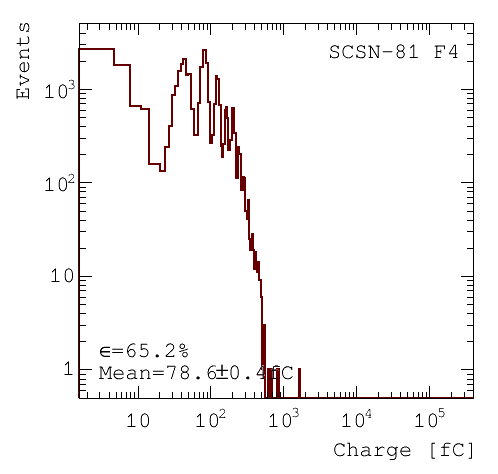 Events
SCSN-81 F4
10³
10²
10
1
ϵ=65.2%
Mean=78.6±0.4fC
10 10² 10³ 10⁴ 10⁵
Charge [fC]